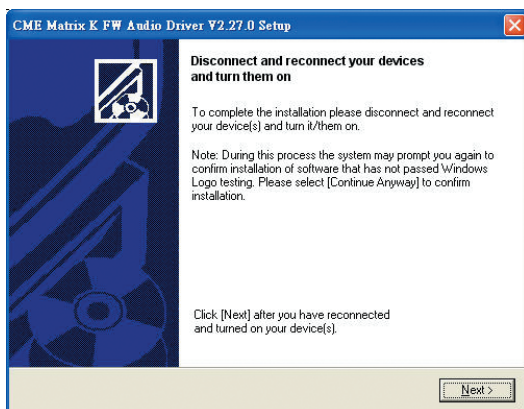 CME Matrix K FW Audio Driver V2.27.0 Setup
Disconnect and reconnect your devices
and turn them on
To complete the installation please disconnect and reconnect
your device(s) and turn it/them on.
Note: During this process the system may prompt you again to
confirm installation of software that has not passed Windows
Logo testing. Please select [Continue Anyway] to confirm
installation.
Click [Next] after you have reconnected
and turned on your device(s).
Next >